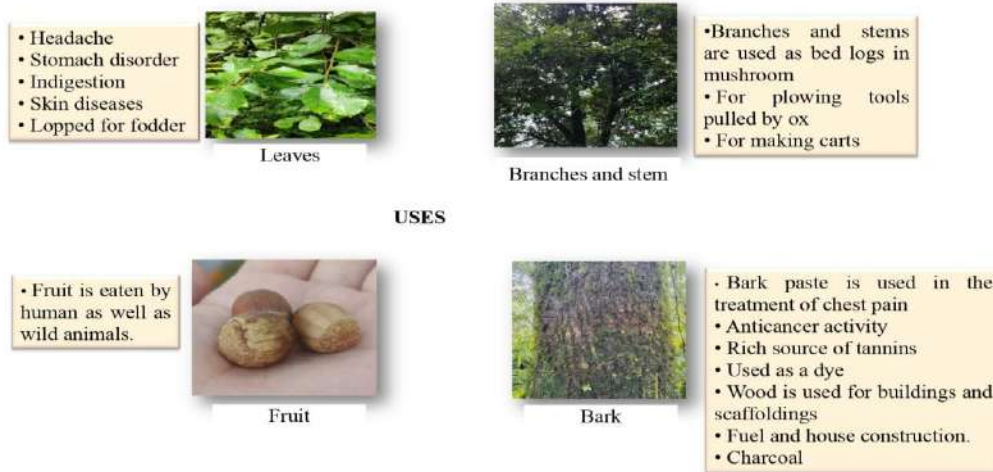 • Headache
• Stomach disorder
• Indigestion
• Skin diseases
• Lopped for fodder
Leaves
•Branches and stems
are used as bed logs in
mushroom
• For plowing tools
pulled by ox
• For making carts
Branches and stem
USES
• Fruit is eaten by
human as well as
wild animals.
Fruit
• Bark paste is used in the
treatment of chest pain
• Anticancer activity
• Rich source of tannins
• Used as a dye
• Wood is used for buildings and
scaffoldings
• Fuel and house construction.
• Charcoal
Bark